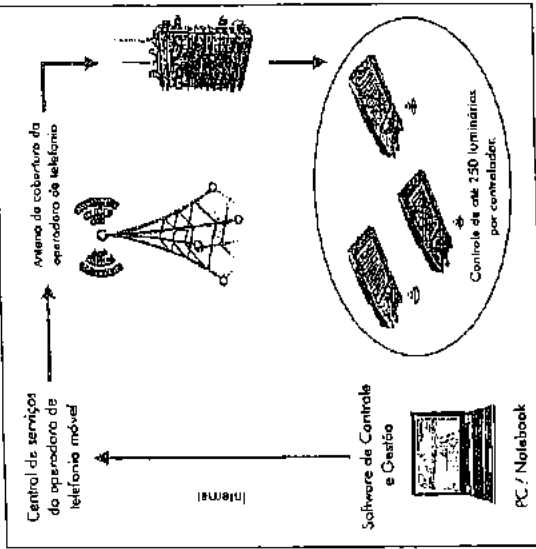 Central de serviços
da operadora de
telefonia móvel
Antena de cobertura da
operadora de telefonia
Internet
Software de Controle
e Gestão
PC / Notebook
Controle de até 250 luminárias
por controlador.